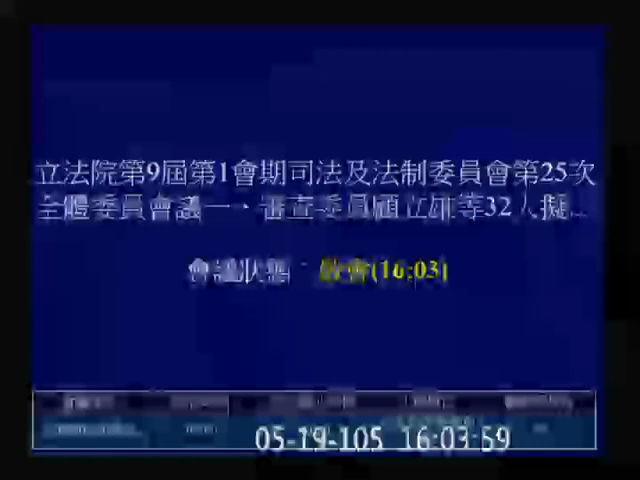 立法院第9屆第1會期司法及法制委員會第25次
全體委員會議一、審查委員顧立雄等32人擬...
會議狀態：散會(16:03)
05-19-105 16:03:59